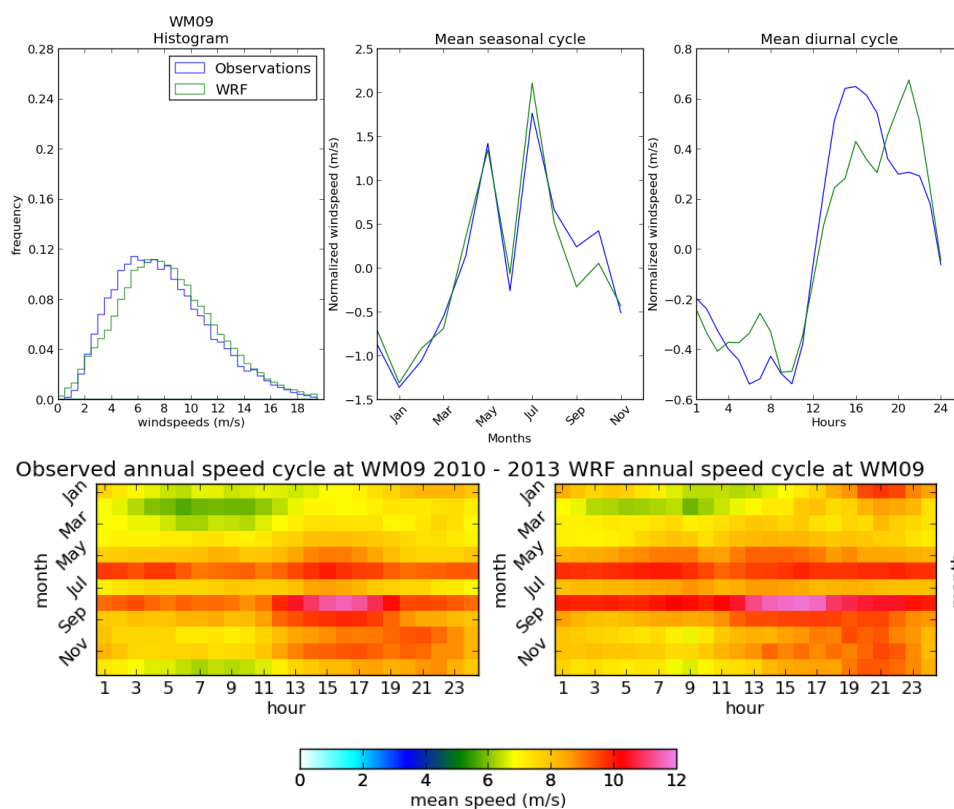 WM09
Histogram
Mean seasonal cycle
Mean diurnal cycle
Observations
WRF
frequency
0.28
0.24
0.2
0.16
0.12
0.08
0.04
0.0
0 2 4 6 8 10 12 14 16 18
windspeeds (m/s)
Normalized windspeed (m/s)
2.5
2.0
1.5
1.0
0.5
0.0
−0.5
−1.0
−1.5
Jan Mar May Jul Sep Nov
Months
Normalized windspeed (m/s)
0.8
0.6
0.4
0.2
0.0
−0.2
−0.4
−0.6
1 4 8 12 16 20 24
Hours
Observed annual speed cycle at WM09 2010 - 2013 WRF annual speed cycle at WM09
month
Jan
Mar
May
Jul
Sep
Nov
1 3 5 7 9 11 13 15 17 19 21 23
hour
month
Jan
Mar
May
Jul
Sep
Nov
1 3 5 7 9 11 13 15 17 19 21 23
hour
0 2 4 6 8 10 12
mean speed (m/s)